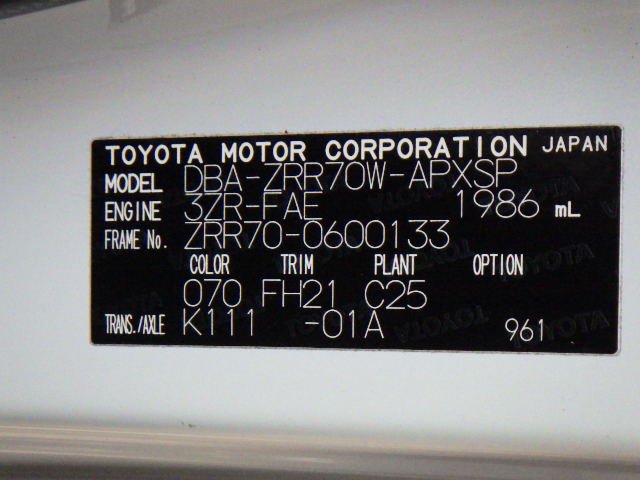 TOYOTA MOTOR CORPORATION JAPAN
MODEL DBA-ZRR70W-APXSP
ENGINE 3ZR-FAE 1986 mL
FRAME No. ZRR70-0600133
COLOR TRIM PLANT OPTION
070 FH21 C25
TRANS./AXLE K111 -01A 961